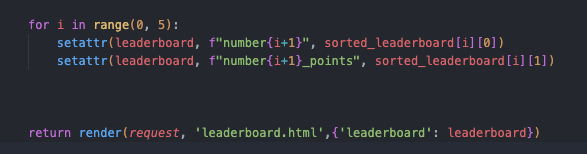 for i in range(0, 5):
    setattr(leaderboard, f"number{i+1}", sorted_leaderboard[i][0])
    setattr(leaderboard, f"number{i+1}_points", sorted_leaderboard[i][1])
return render(request, 'leaderboard.html',{'leaderboard': leaderboard})